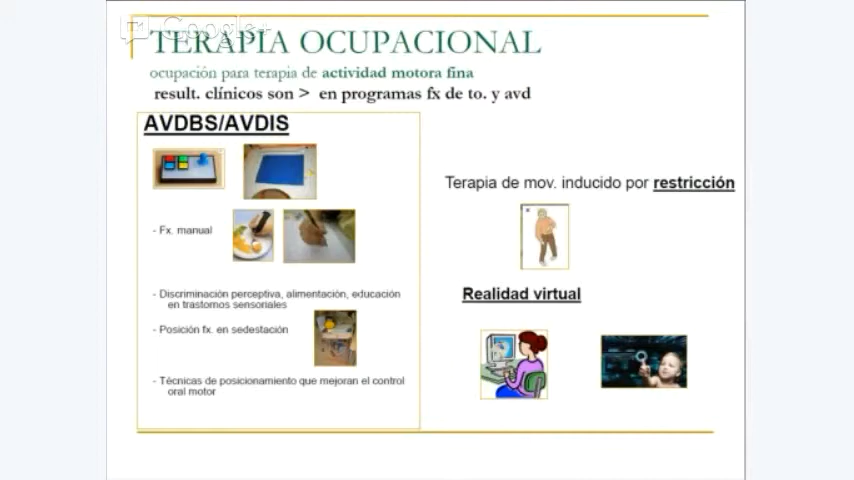 Google+
TERAPIA OCUPACIONAL
ocupación para terapia de actividad motora fina
result. clínicos son > en programas fx de to. y avd
AVDBS/AVDIS
- Fx. manual
- Discriminación perceptiva, alimentación, educación
en trastornos sensoriales
- Posición fx. en sedestación
- Técnicas de posicionamiento que mejoran el control
oral motor
Terapia de mov. inducido por restricción
Realidad virtual